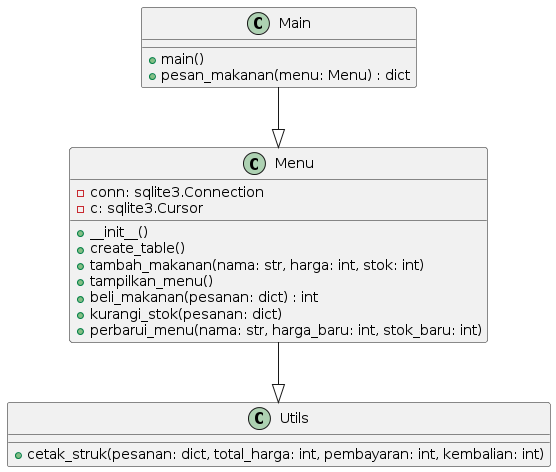 C Main
main()
pesan_makanan(menu: Menu) : dict
C Menu
conn: sqlite3.Connection
c: sqlite3.Cursor
__init__()
create_table()
tambah_makanan(nama: str, harga: int, stok: int)
tampilkan_menu()
beli_makanan(pesanan: dict) : int
kurangi_stok(pesanan: dict)
perbarui_menu(nama: str, harga_baru: int, stok_baru: int)
C Utils
cetak_struk(pesanan: dict, total_harga: int, pembayaran: int, kembalian: int)